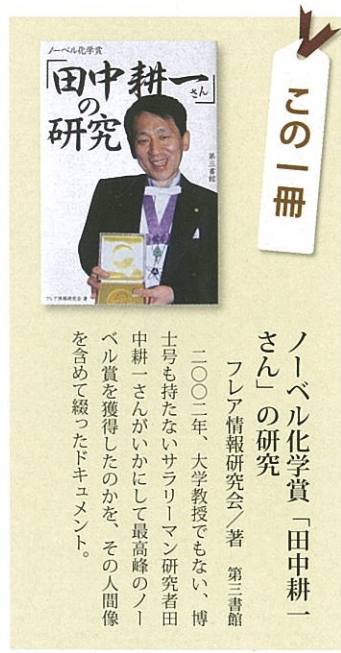 この一冊
ノーベル化学賞
「田中耕一さん」
の
研究
第三書館
フレア情報研究会 著
ノーベル化学賞「田中耕一
さん」の研究
フレア情報研究会／著　第三書館
二〇〇二年、大学教授でもない、博
士号も持たないサラリーマン研究者田
中耕一さんがいかにして最高峰のノー
ベル賞を獲得したのかを、その人間像
を含めて綴ったドキュメント。